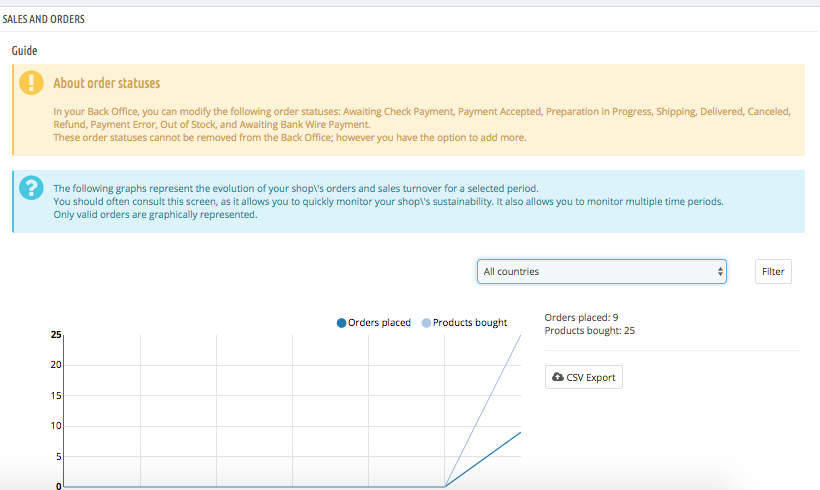 SALES AND ORDERS
Guide
About order statuses
In your Back Office, you can modify the following order statuses: Awaiting Check Payment, Payment Accepted, Preparation in Progress, Shipping, Delivered, Canceled,
Refund, Payment Error, Out of Stock, and Awaiting Bank Wire Payment.
These order statuses cannot be removed from the Back Office; however you have the option to add more.
The following graphs represent the evolution of your shop\'s orders and sales turnover for a selected period.
You should often consult this screen, as it allows you to quickly monitor your shop\'s sustainability. It also allows you to monitor multiple time periods.
Only valid orders are graphically represented.
All countries
Filter
Orders placed
Products bought
Orders placed: 9
Products bought: 25
CSV Export
25
20
15
10
5
0